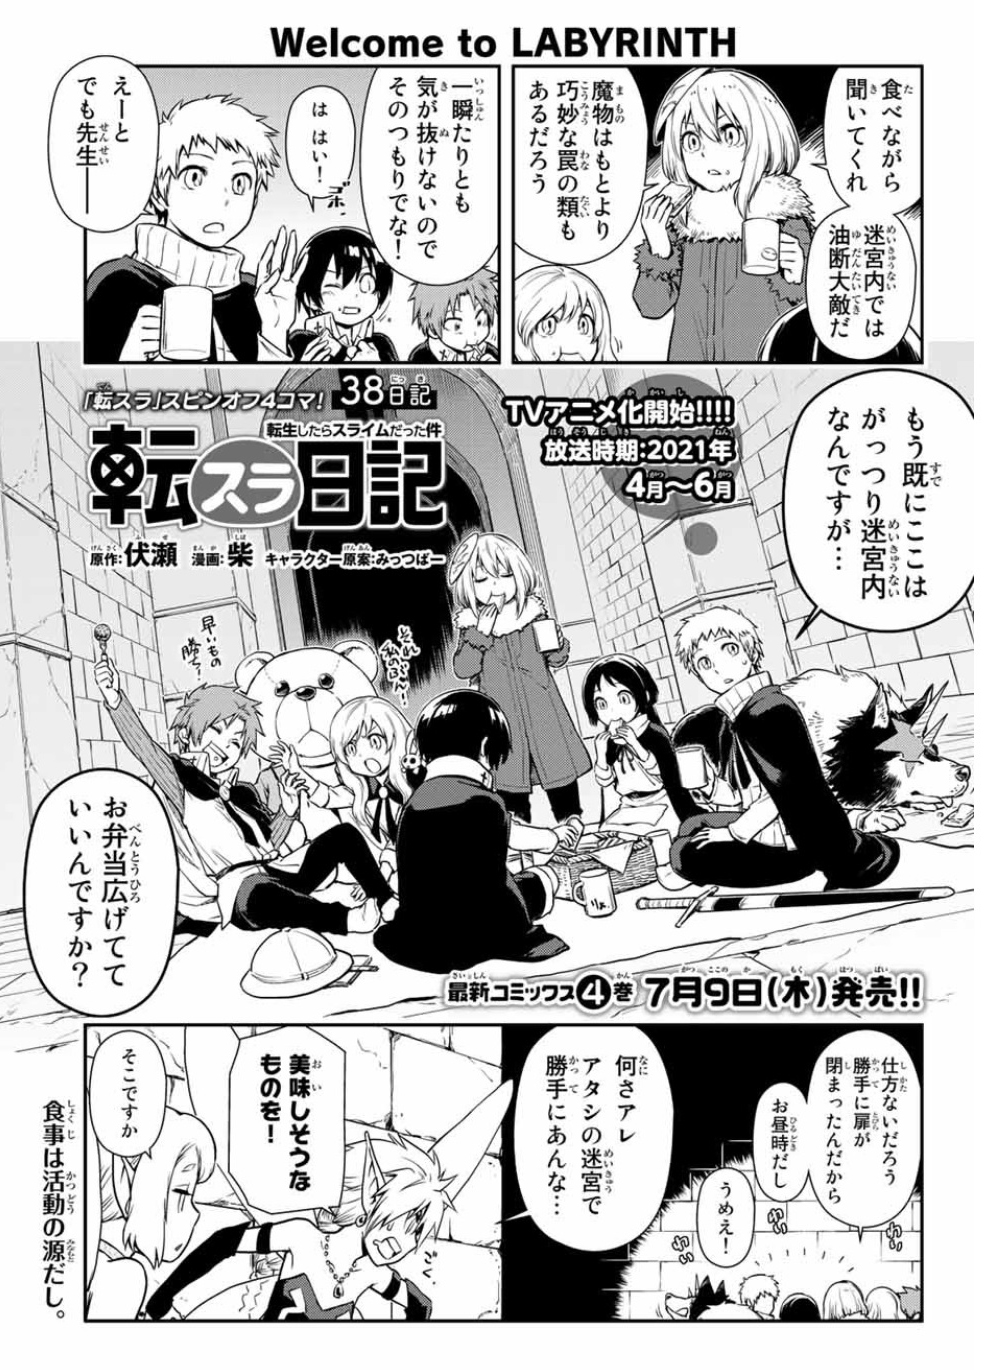 Welcome to LABYRINTH
食べながら
聞いてくれ
迷宮内では
油断大敵だ
魔物はもとより
巧妙な罠の類も
あるだろう
一瞬たりとも
気が抜けないので
そのつもりでな！
は はい！
ボソ
えーと
でも先生――
「転スラ」スピンオフ4コマ！
38日記
転生したらスライムだった件
転スラ日記
原作：伏瀬 漫画：柴 キャラクター原案：みっつばー
TVアニメ化開始!!!!
放送時期：2021年
4月～6月
もう既にここは
がっつり迷宮内
なんですが…
それ
私のぶん！
早いもの
勝ち！
お弁当広げてて
いいんですか？
最新コミックス4巻 7月9日(木)発売!!
仕方ないだろう
勝手に扉が
閉まったんだから
お昼時だし
うめえ！
わい
わい
何さアレ
アタシの迷宮で
勝手にあんな…
美味しそうな
ものを！
そこですか
食事は活動の源だし。